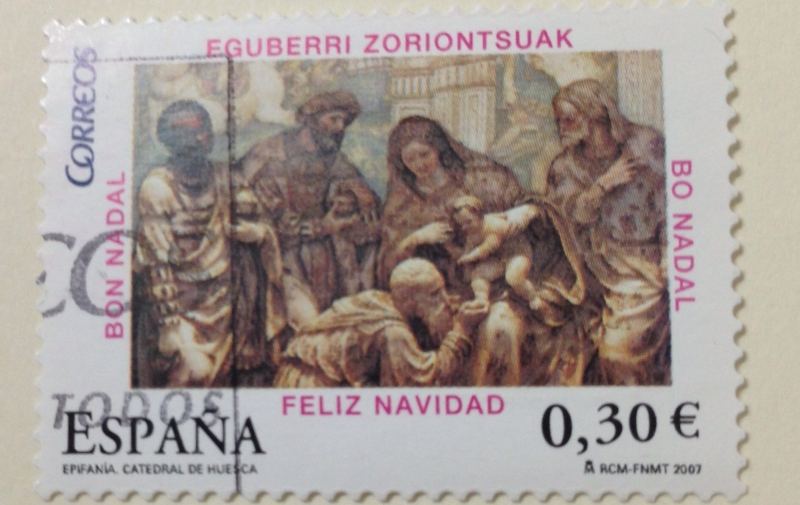 EGUBERRI ZORIONTSUAK
CORREOS
BON NADAL
BO NADAL
FELIZ NAVIDAD
TODOS
ESPAÑA
0,30 €
EPIFANÍA. CATEDRAL DE HUESCA
RCM-FNMT 2007